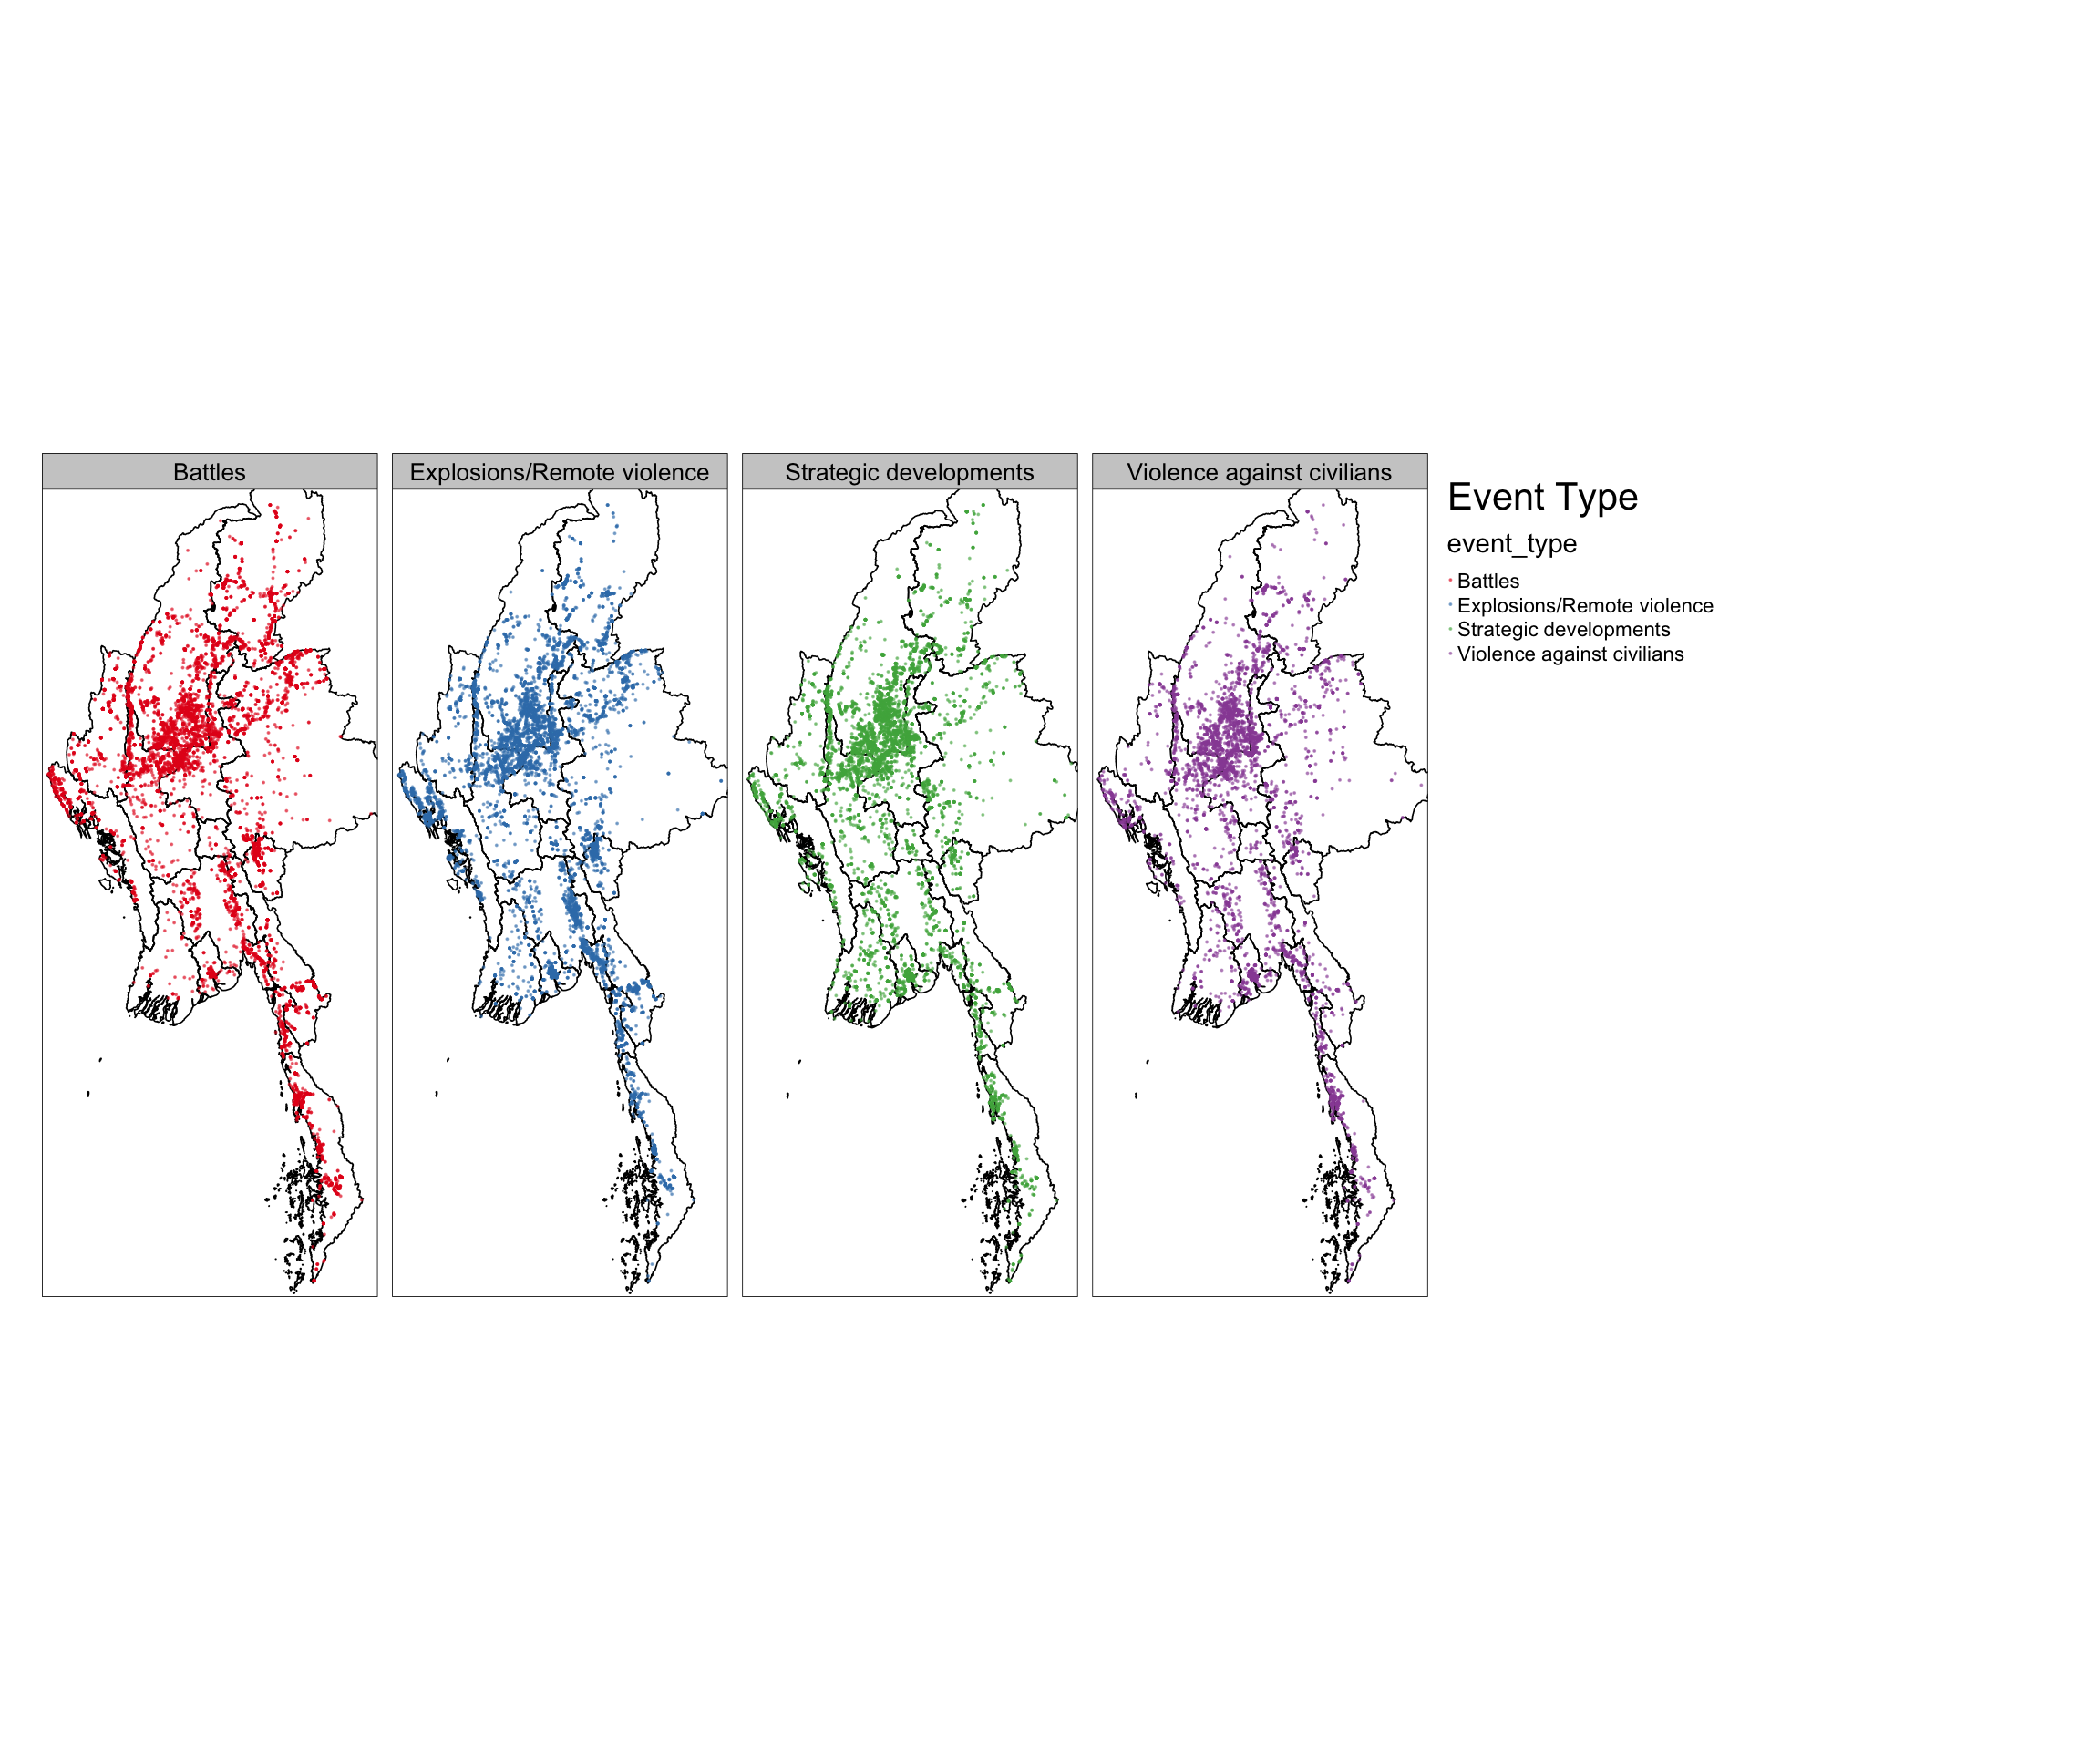 Battles
Explosions/Remote violence
Strategic developments
Violence against civilians
Event Type
event_type
Battles
Explosions/Remote violence
Strategic developments
Violence against civilians